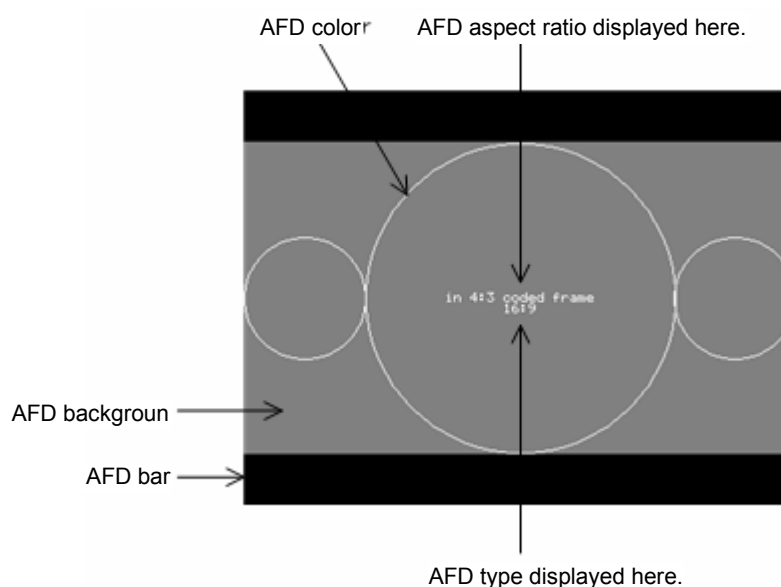 AFD color
AFD aspect ratio displayed here.
in 4:3 coded frame
16:9
AFD backgroun
AFD bar
AFD type displayed here.